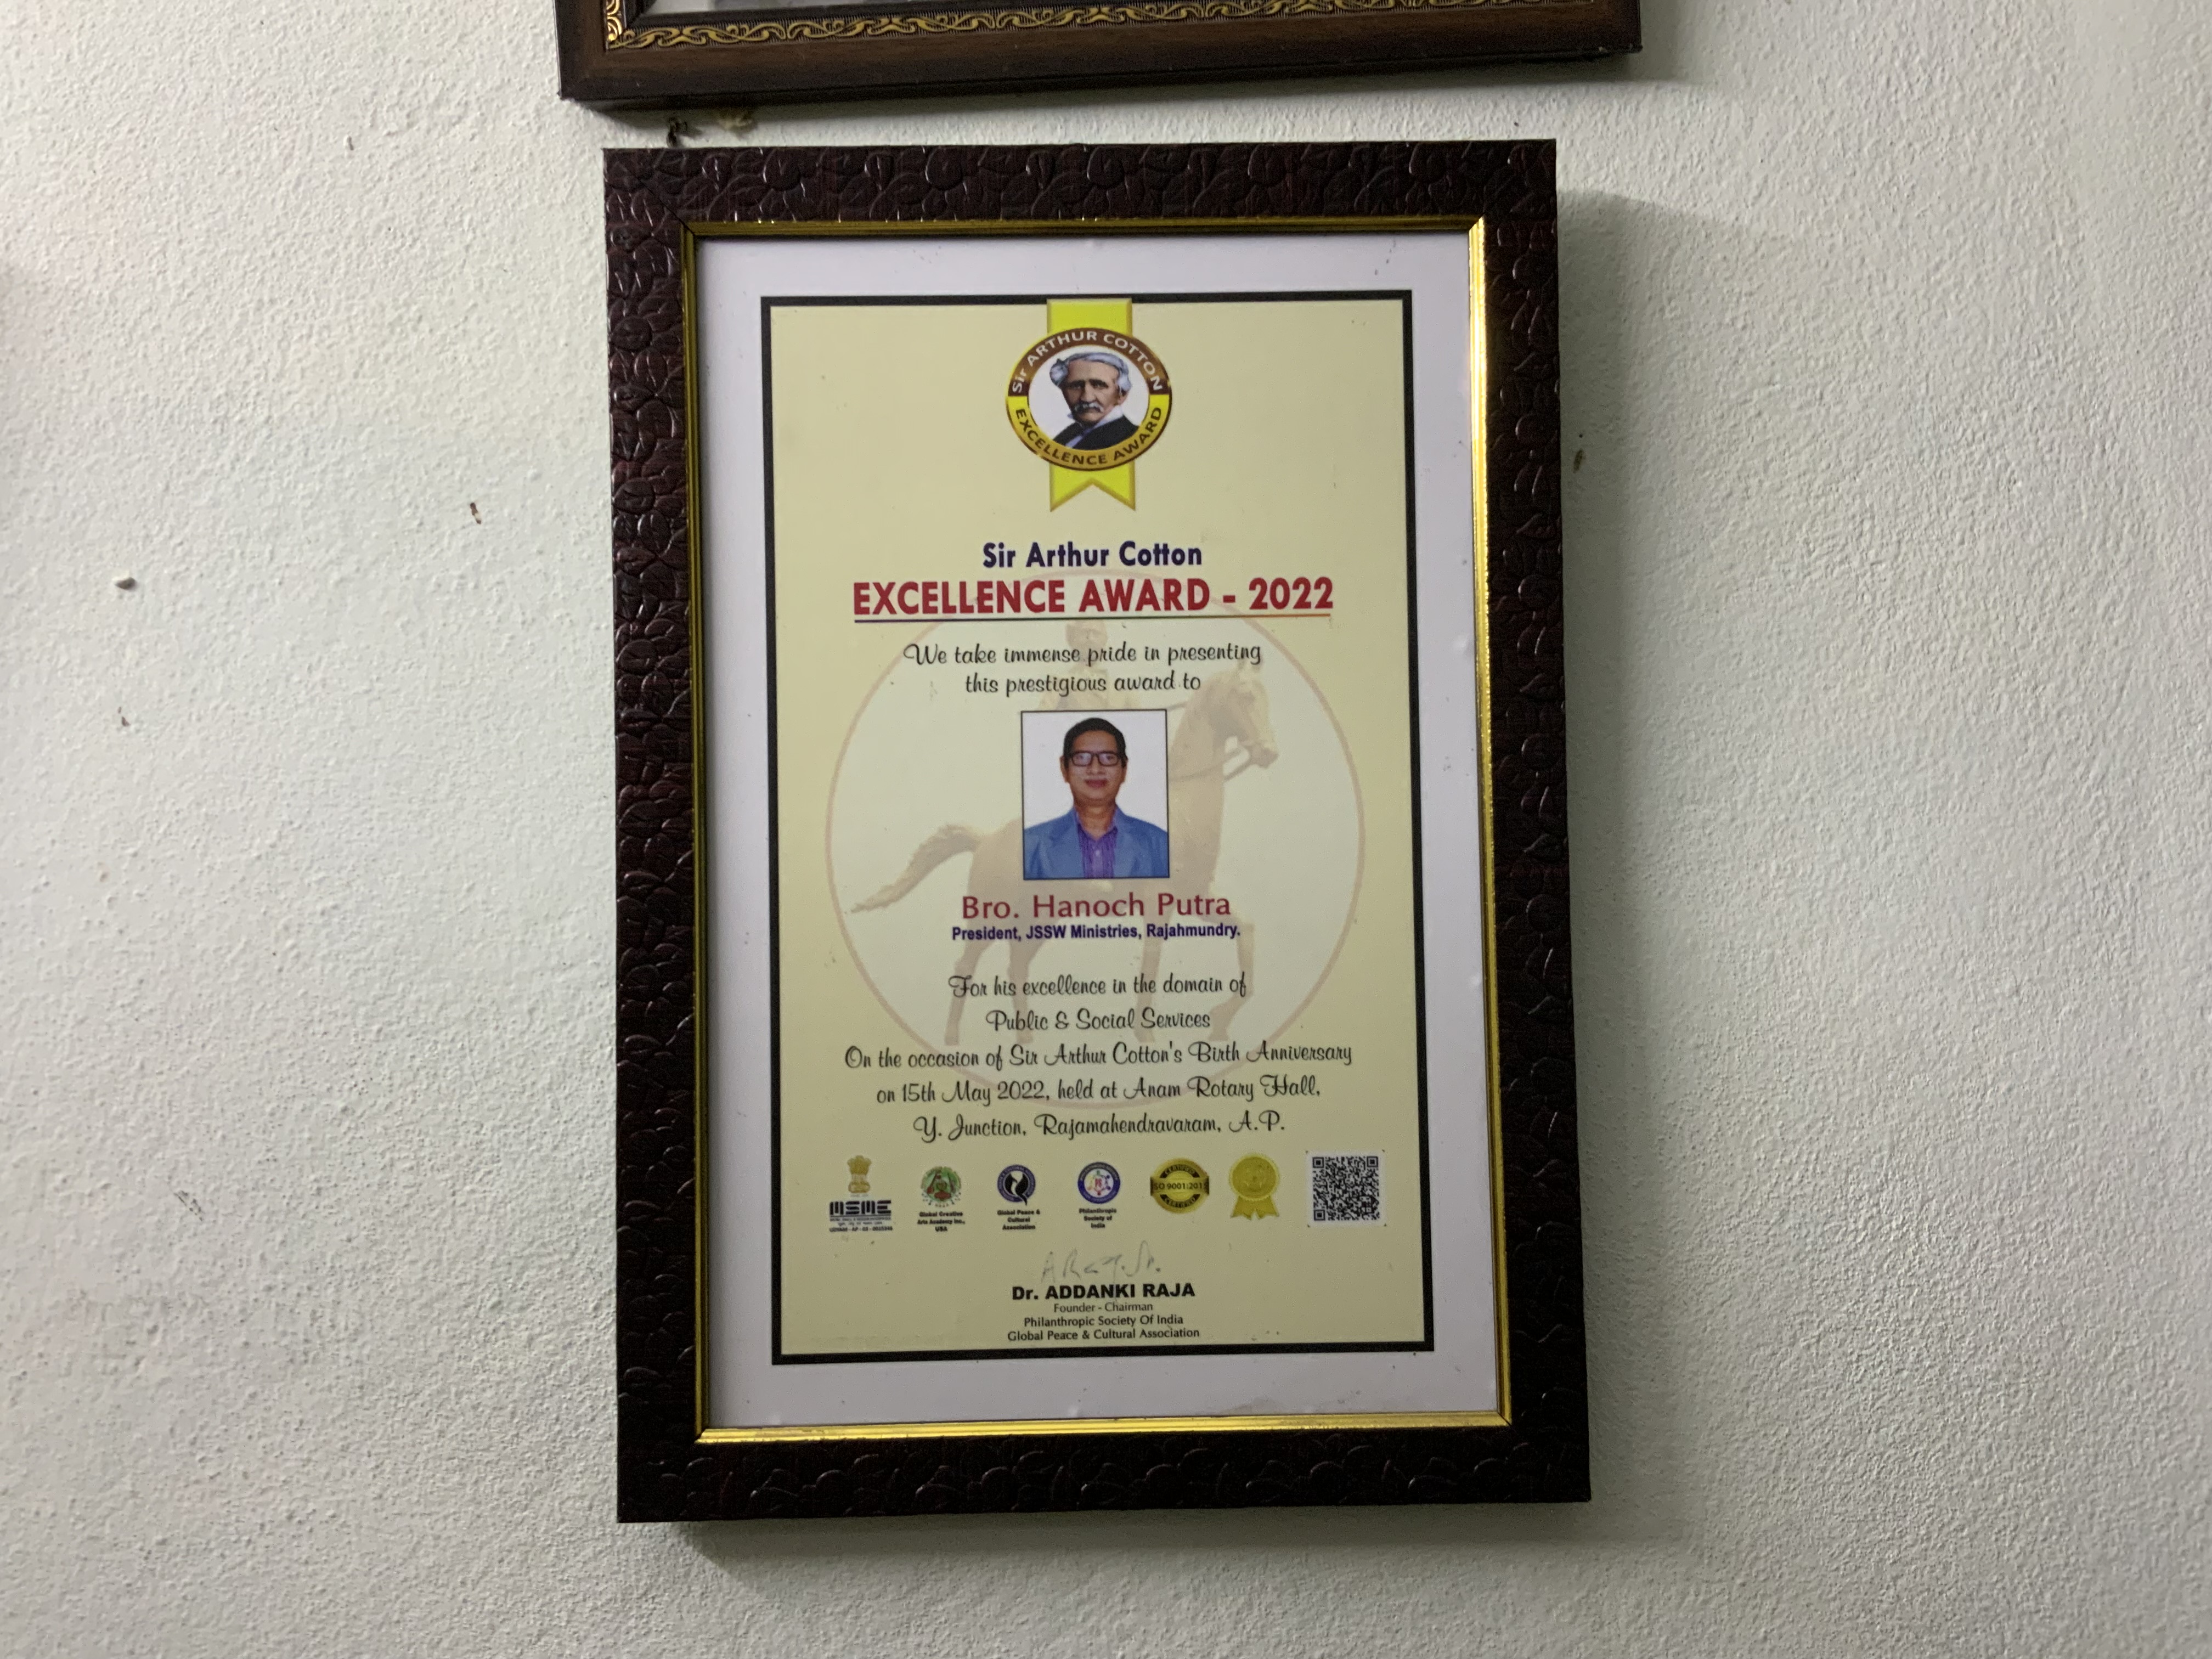 Sir ARTHUR COTTON
EXCELLENCE AWARD
Sir Arthur Cotton
EXCELLENCE AWARD - 2022
We take immense pride in presenting
this prestigious award to
Bro. Hanoch Putra
President, JSSW Ministries, Rajahmundry.
For his excellence in the domain of
Public & Social Services
On the occasion of Sir Arthur Cotton's Birth Anniversary
on 15th May 2022, held at Anam Rotary Hall,
Y. Junction, Rajamahendravaram, A.P.
MSME
Global Creative
Arts Academy Inc.,
USA
Global Peace &
Cultural
Association
Philanthropic
Society of
India
CERTIFIED
ISO 9001:201
CERTIFIED
Dr. ADDANKI RAJA
Founder - Chairman
Philanthropic Society Of India
Global Peace & Cultural Association